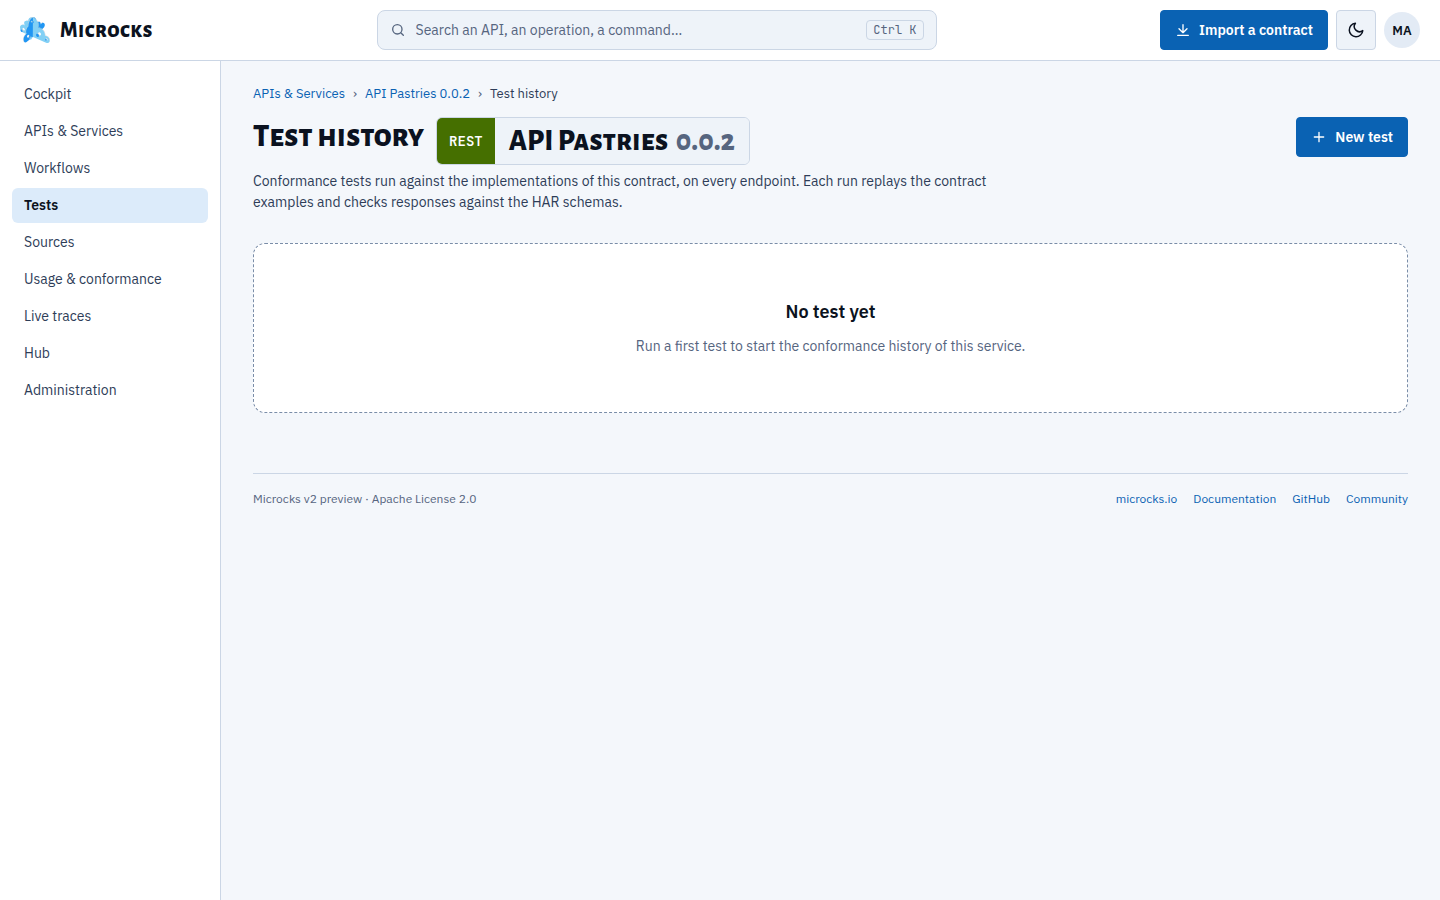 Microcks
Search an API, an operation, a command...
Ctrl K
Import a contract
MA
Cockpit
APIs & Services
Workflows
Tests
Sources
Usage & conformance
Live traces
Hub
Administration
APIs & Services › API Pastries 0.0.2 › Test history
Test history
REST
API Pastries 0.0.2
New test
Conformance tests run against the implementations of this contract, on every endpoint. Each run replays the contract
examples and checks responses against the HAR schemas.
No test yet
Run a first test to start the conformance history of this service.
Microcks v2 preview · Apache License 2.0
microcks.io
Documentation
GitHub
Community